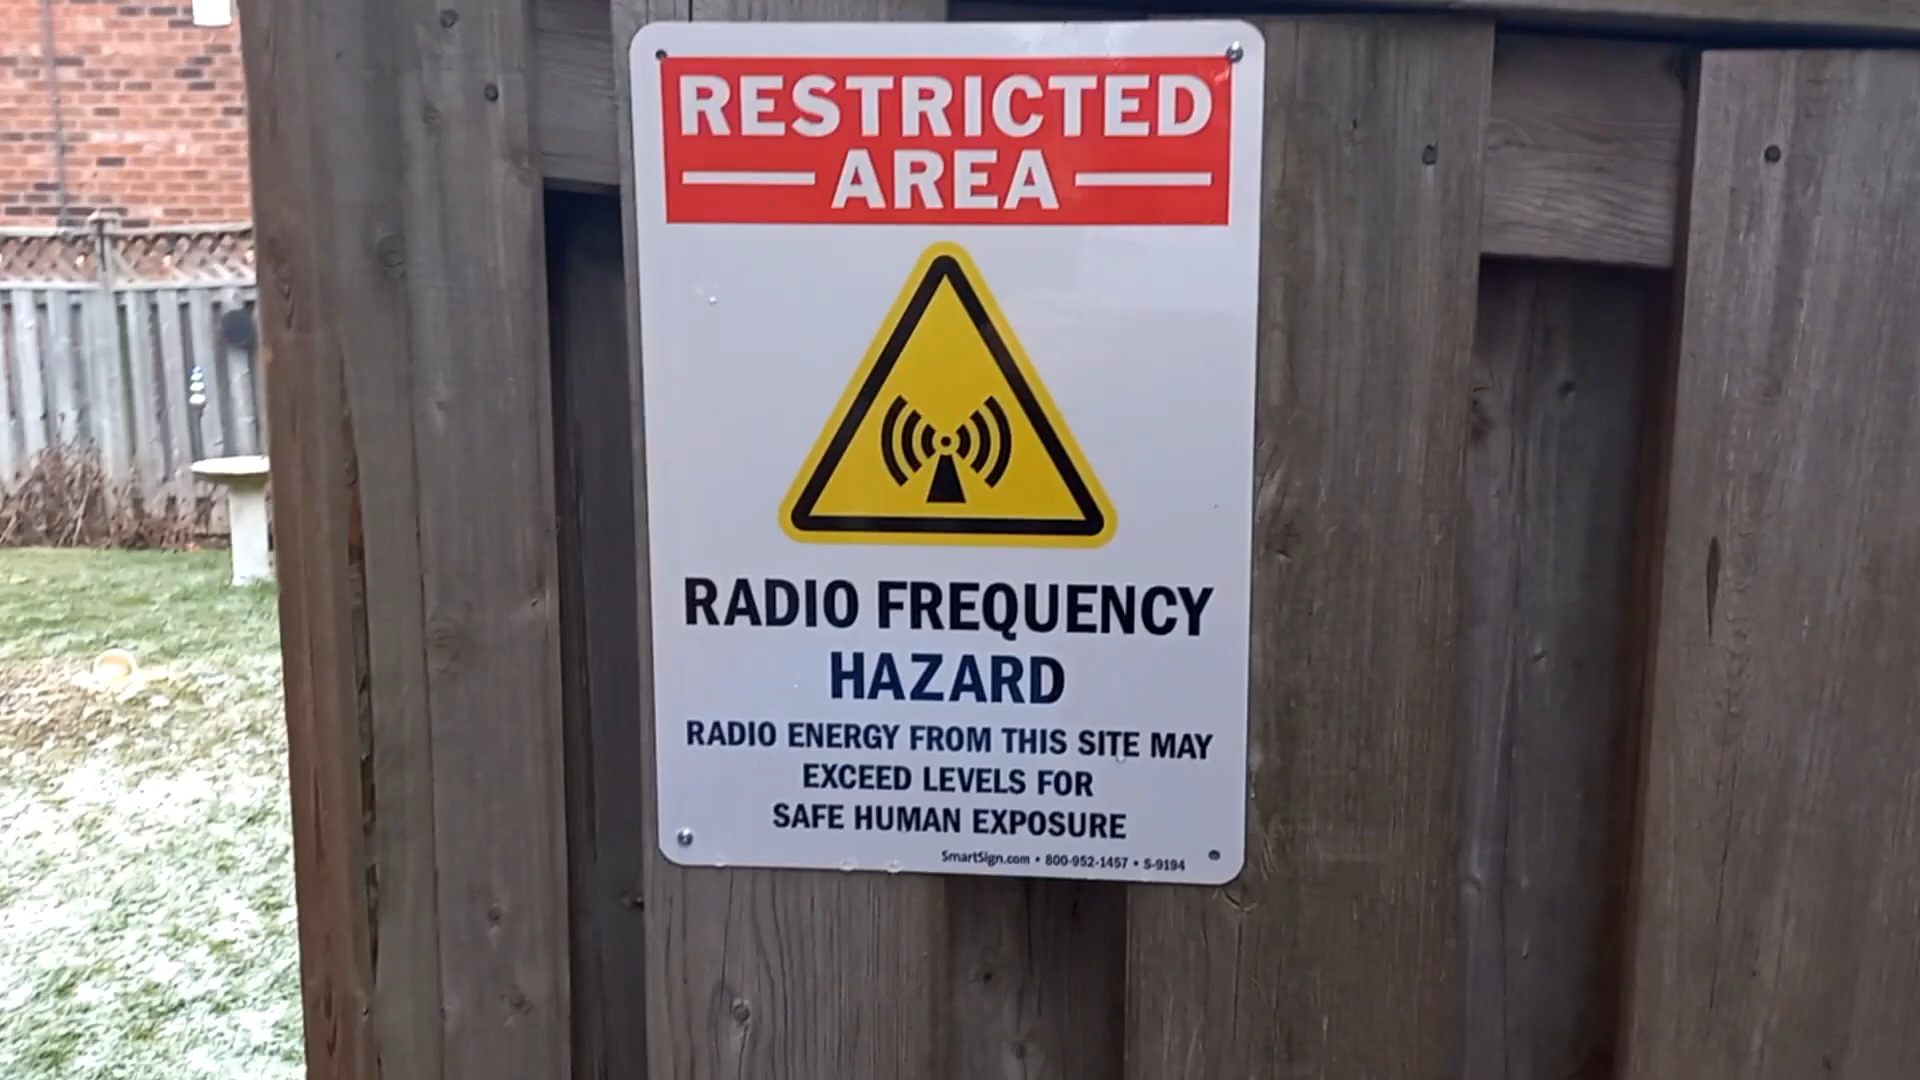 RESTRICTED
AREA
RADIO FREQUENCY
HAZARD
RADIO ENERGY FROM THIS SITE MAY
EXCEED LEVELS FOR
SAFE HUMAN EXPOSURE
SmartSign.com • 800-952-1457 • S-9194